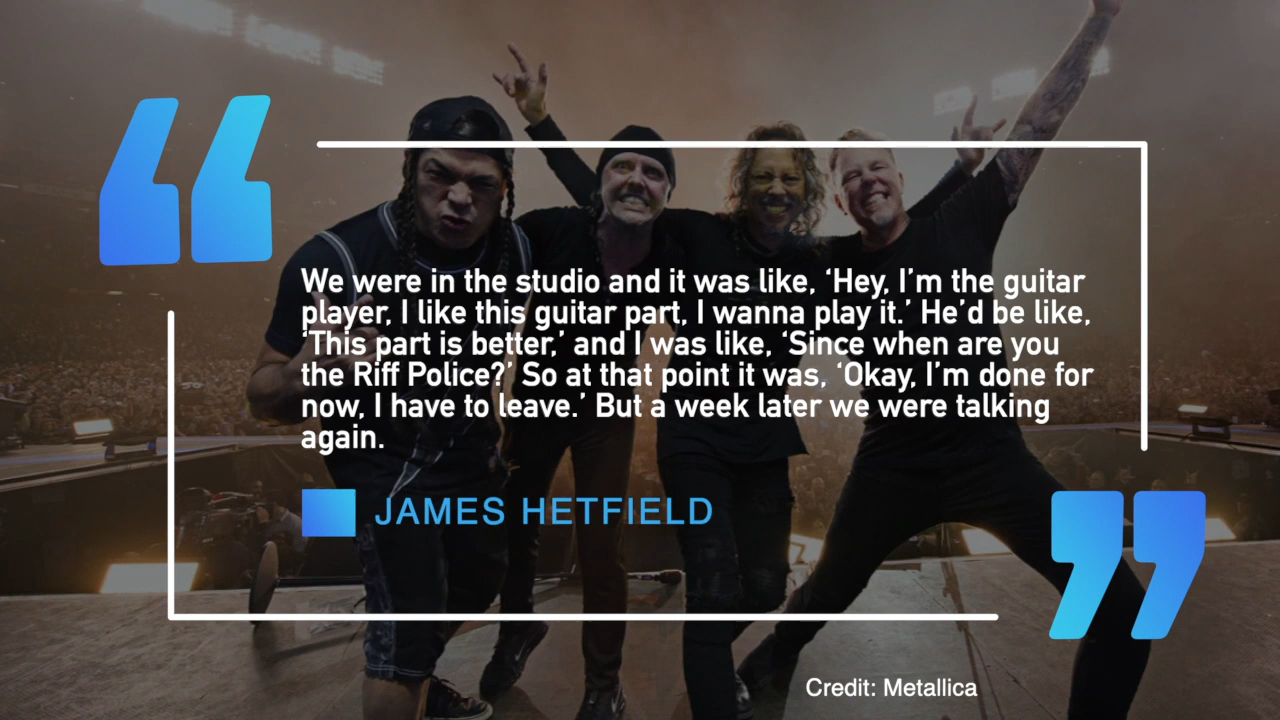 We were in the studio and it was like, ‘Hey, I’m the guitar
player, I like this guitar part, I wanna play it.’ He’d be like,
‘This part is better,’ and I was like, ‘Since when are you
the Riff Police?’ So at that point it was, ‘Okay, I’m done for
now, I have to leave.’ But a week later we were talking
again.
JAMES HETFIELD
Credit: Metallica